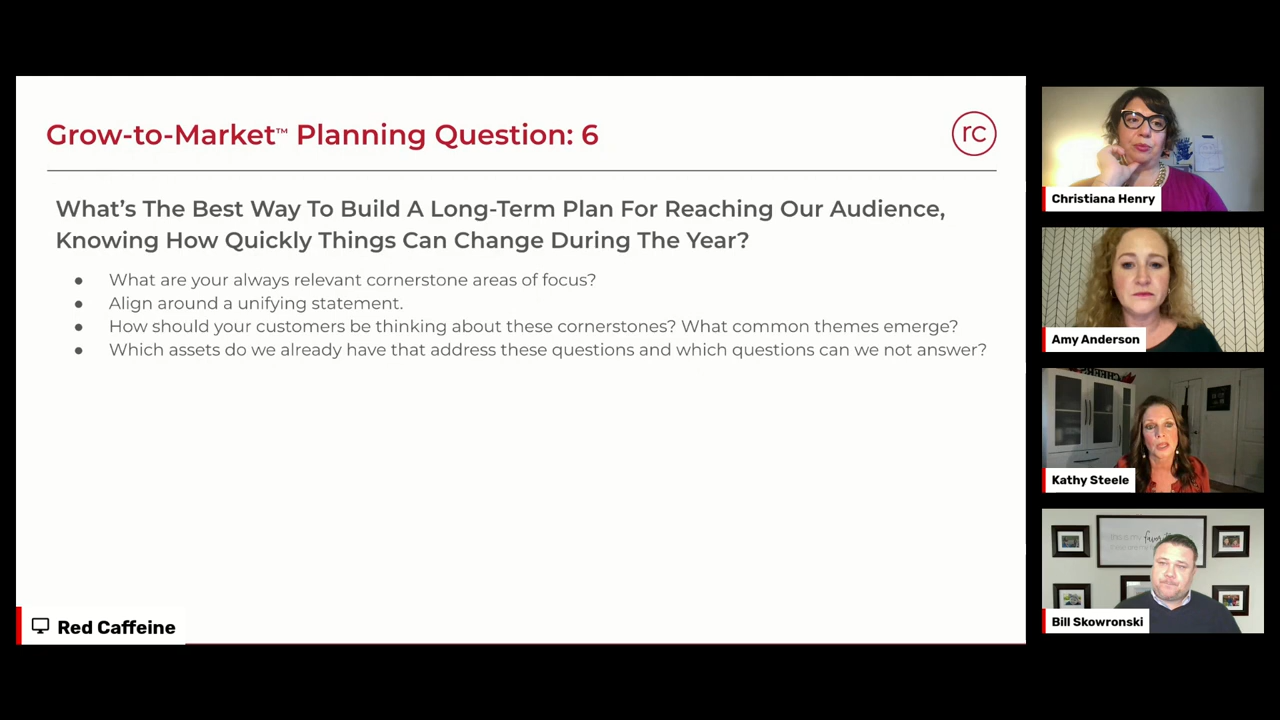 Grow-to-Market™ Planning Question: 6
rc
What's The Best Way To Build A Long-Term Plan For Reaching Our Audience,
Knowing How Quickly Things Can Change During The Year?
● What are your always relevant cornerstone areas of focus?
● Align around a unifying statement.
● How should your customers be thinking about these cornerstones? What common themes emerge?
● Which assets do we already have that address these questions and which questions can we not answer?
Red Caffeine
Christiana Henry
Amy Anderson
Kathy Steele
this is my favorite
Bill Skowronski